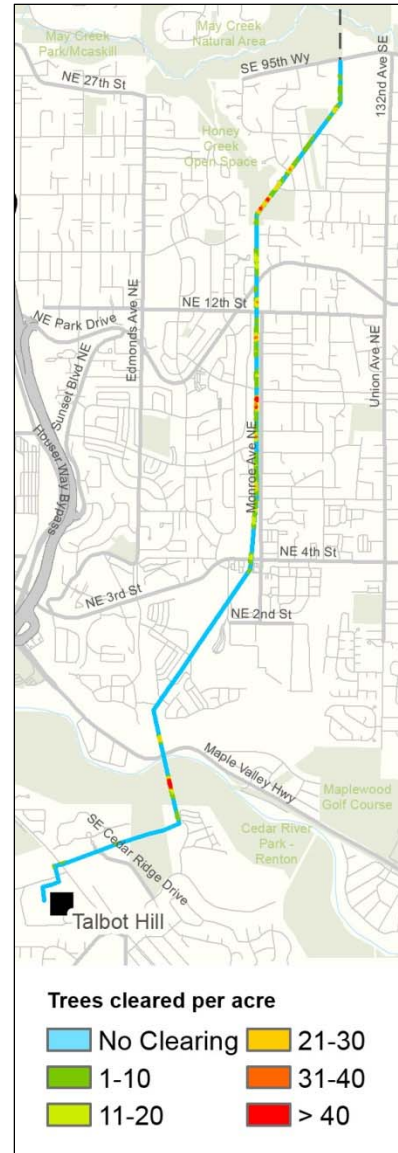 May Creek
Park/Mcaskill
May Creek
Natural Area
SE 95th Wy
NE 27th St
132nd Ave SE
Honey
Creek
Open Space
NE 12th St
NE Park Drive
Edmonds Ave NE
Sunset Blvd NE
Union Ave NE
Houser Way Bypass
Monroe Ave NE
NE 4th St
NE 3rd St
NE 2nd St
Maple Valley Hwy
Maplewood
Golf Course
Cedar River
Park -
Renton
SE Cedar Ridge Drive
Talbot Hill
Trees cleared per acre
No Clearing
21-30
1-10
31-40
11-20
> 40